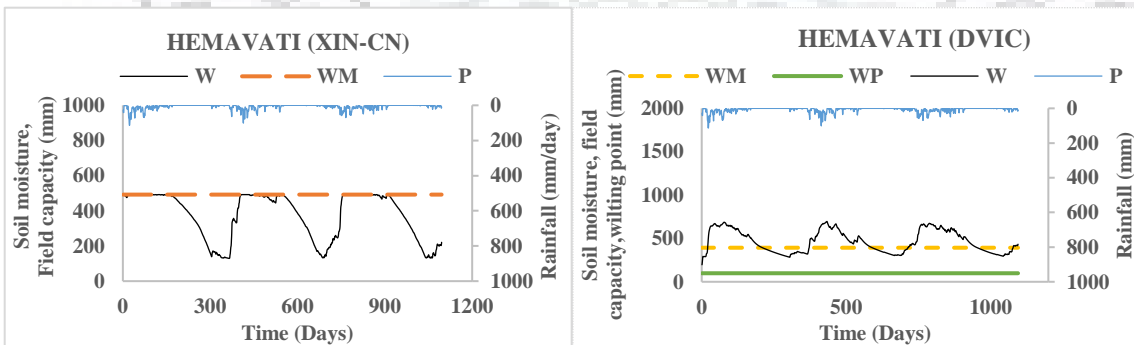 HEMAVATI (XIN-CN)
W WM P
1000
800
600
400
200
0
Soil moisture,
Field capacity (mm)
0
200
400
600
800
1000
Rainfall (mm/day)
0 300 600 900 1200
Time (Days)
HEMAVATI (DVIC)
WM WP W P
2000
1500
1000
500
0
Soil moisture, field
capacity,wilting point (mm)
0
200
400
600
800
1000
Rainfall (mm)
0 500 1000
Time (Days)